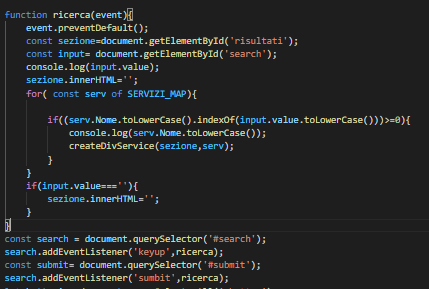 function ricerca(event){
event.preventDefault();
const sezione=document.getElementById('risultati');
const input= document.getElementById('search');
console.log(input.value);
sezione.innerHTML='';
for( const serv of SERVIZI_MAP){
if((serv.Nome.toLowerCase().indexOf(input.value.toLowerCase()))>=0){
console.log(serv.Nome.toLowerCase());
createDivService(sezione,serv);
}
}
if(input.value===''){
sezione.innerHTML='';
}
}
const search = document.querySelector('#search');
search.addEventListener('keyup',ricerca);
const submit= document.querySelector('#submit');
search.addEventListener('sumbit',ricerca);